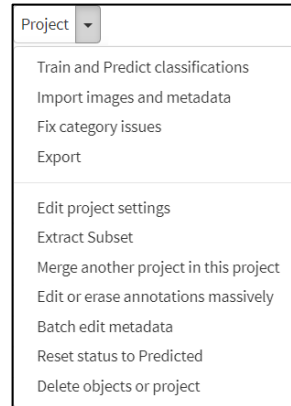 Project
Train and Predict classifications
Import images and metadata
Fix category issues
Export
Edit project settings
Extract Subset
Merge another project in this project
Edit or erase annotations massively
Batch edit metadata
Reset status to Predicted
Delete objects or project